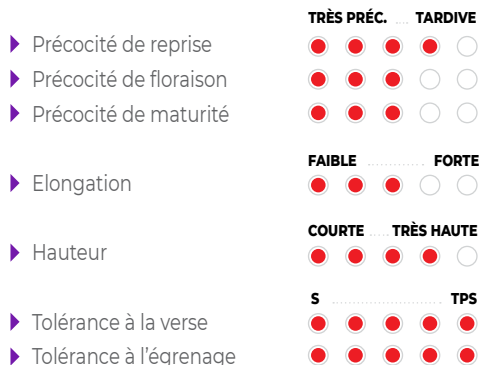 TRÈS PRÉC. .... TARDIVE
Précocité de reprise
Précocité de floraison
Précocité de maturité
FAIBLE .............. FORTE
Elongation
COURTE ..... TRÈS HAUTE
Hauteur
S .............................. TPS
Tolérance à la verse
Tolérance à l’égrenage